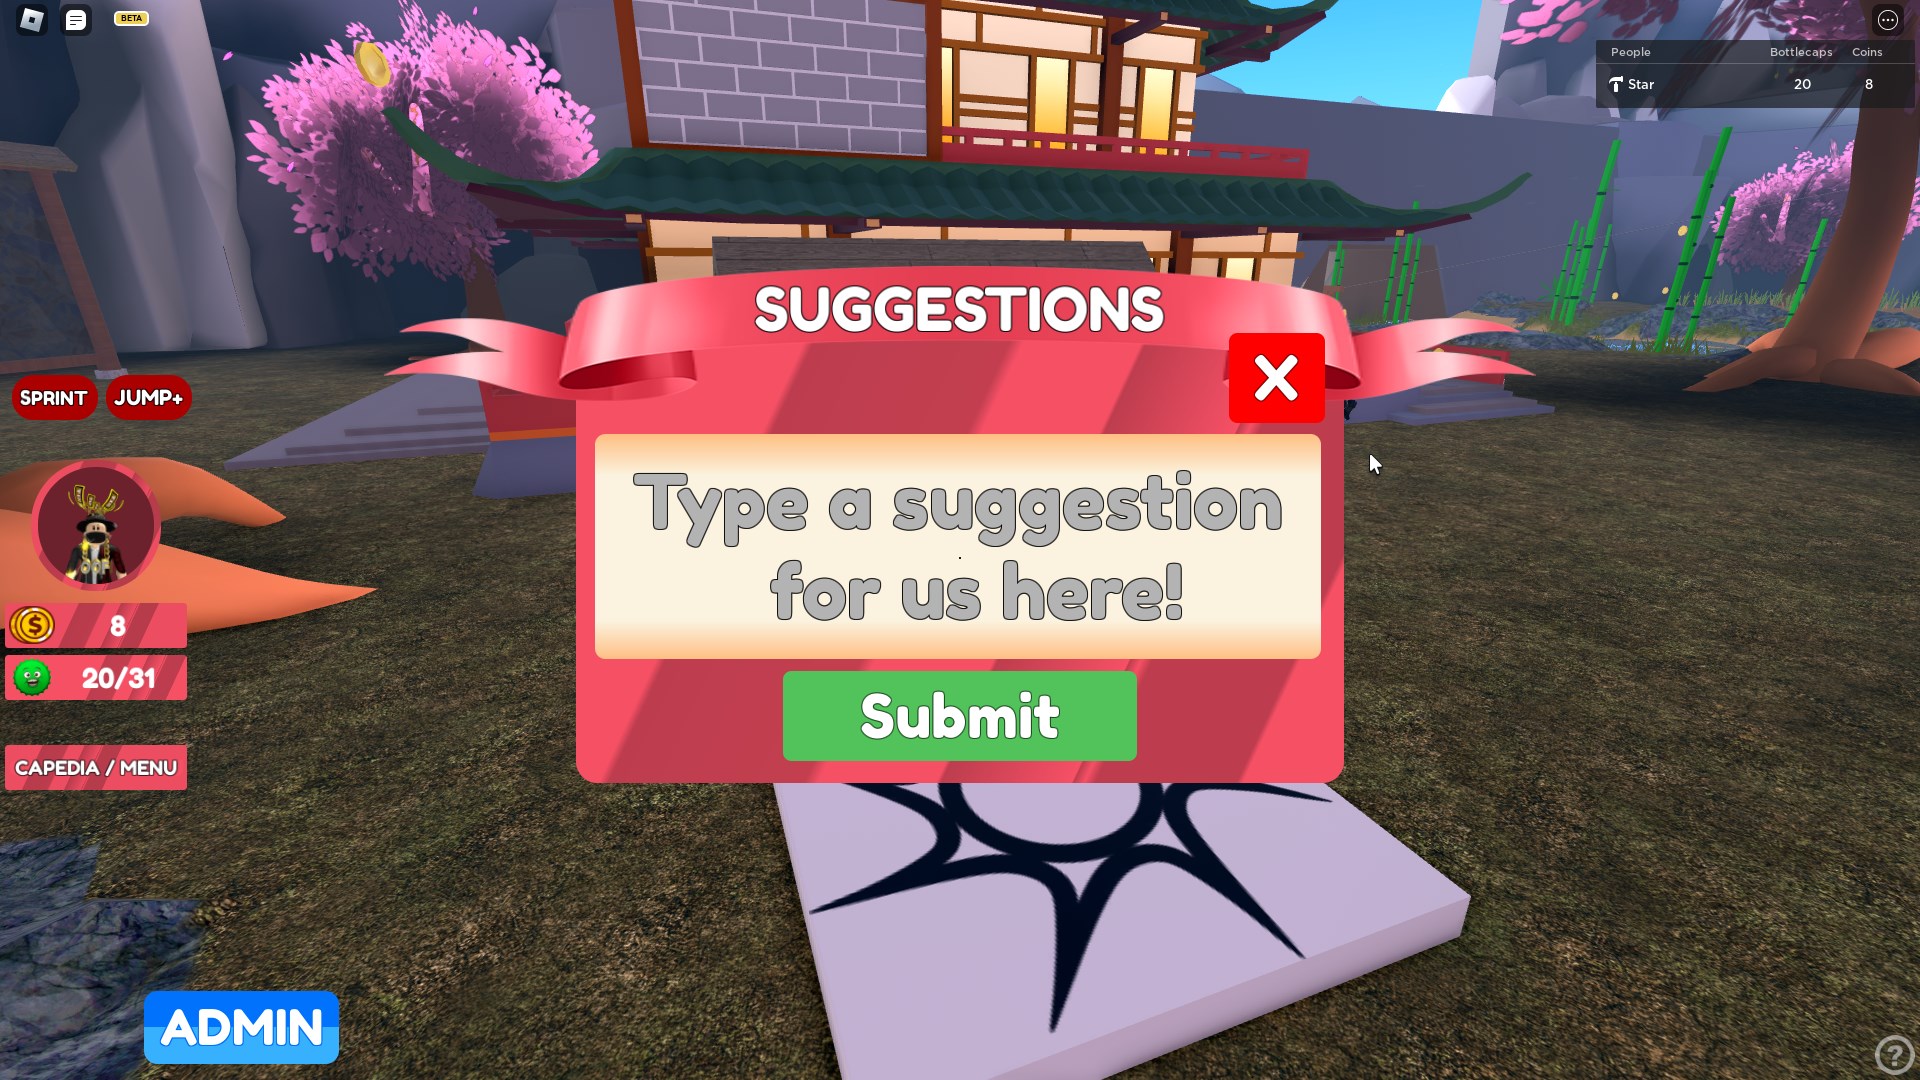 BETA
People Bottlecaps Coins
Star 20 8
SUGGESTIONS
X
SPRINT JUMP+
Type a suggestion
for us here!
8
20/31
Submit
CAPEDIA / MENU
ADMIN
?